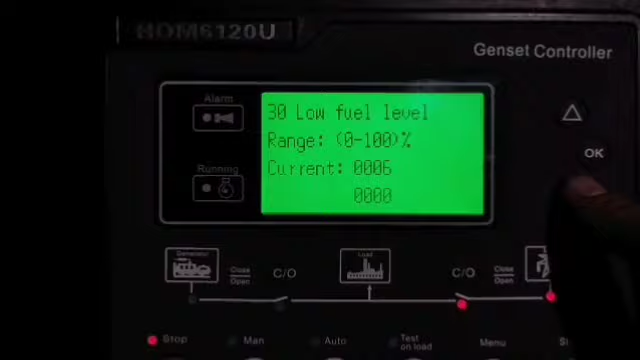 HGM6120U
Genset Controller
Alarm
30 Low fuel level
Range: (0-100)%
Current: 0006
0000
OK
Running
Generator
Close
Open
C/O
Load
C/O
Close
Open
Stop
Man
Auto
Test
on load
Menu